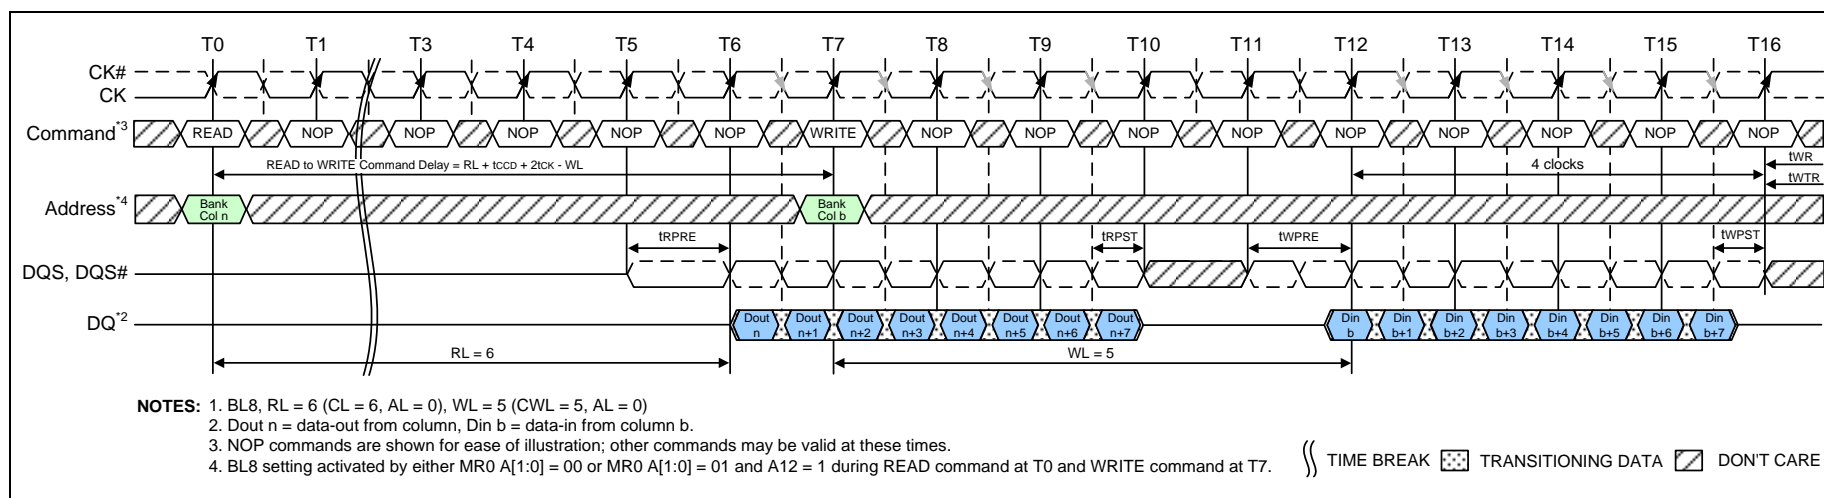 T0 T1 T3 T4 T5 T6 T7 T8 T9 T10 T11 T12 T13 T14 T15 T16
CK#
CK
Command*3 READ NOP NOP NOP NOP NOP WRITE NOP NOP NOP NOP NOP NOP NOP NOP NOP
READ to WRITE Command Delay = RL + tCCD + 2tCK - WL
4 clocks
tWR
tWTR
Address*4
Bank
Col n
Bank
Col b
tRPRE tRPST tWPRE tWPST
DQS, DQS#
DQ*2
Dout
n
Dout
n+1
Dout
n+2
Dout
n+3
Dout
n+4
Dout
n+5
Dout
n+6
Dout
n+7
Din
b
Din
b+1
Din
b+2
Din
b+3
Din
b+4
Din
b+5
Din
b+6
Din
b+7
RL = 6
WL = 5
NOTES: 1. BL8, RL = 6 (CL = 6, AL = 0), WL = 5 (CWL = 5, AL = 0)
2. Dout n = data-out from column, Din b = data-in from column b.
3. NOP commands are shown for ease of illustration; other commands may be valid at these times.
4. BL8 setting activated by either MR0 A[1:0] = 00 or MR0 A[1:0] = 01 and A12 = 1 during READ command at T0 and WRITE command at T7.
TIME BREAK TRANSITIONING DATA DON'T CARE